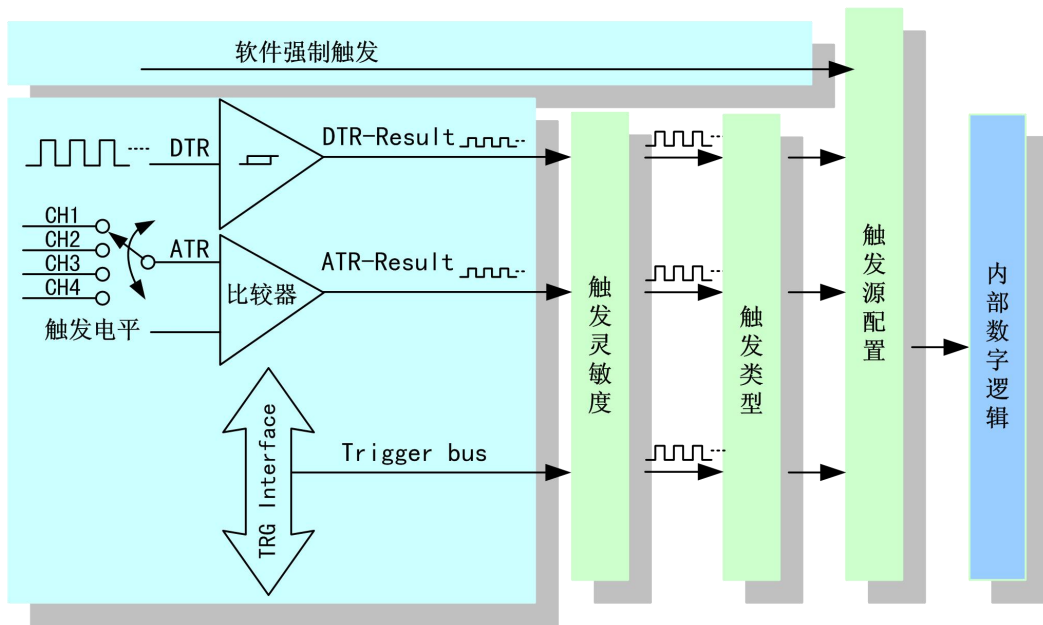 软件强制触发
DTR
DTR-Result
CH1
CH2
CH3
CH4
ATR
ATR-Result
比较器
触发电平
TRG Interface
Trigger bus
触发灵敏度
触发类型
触发源配置
内部数字逻辑